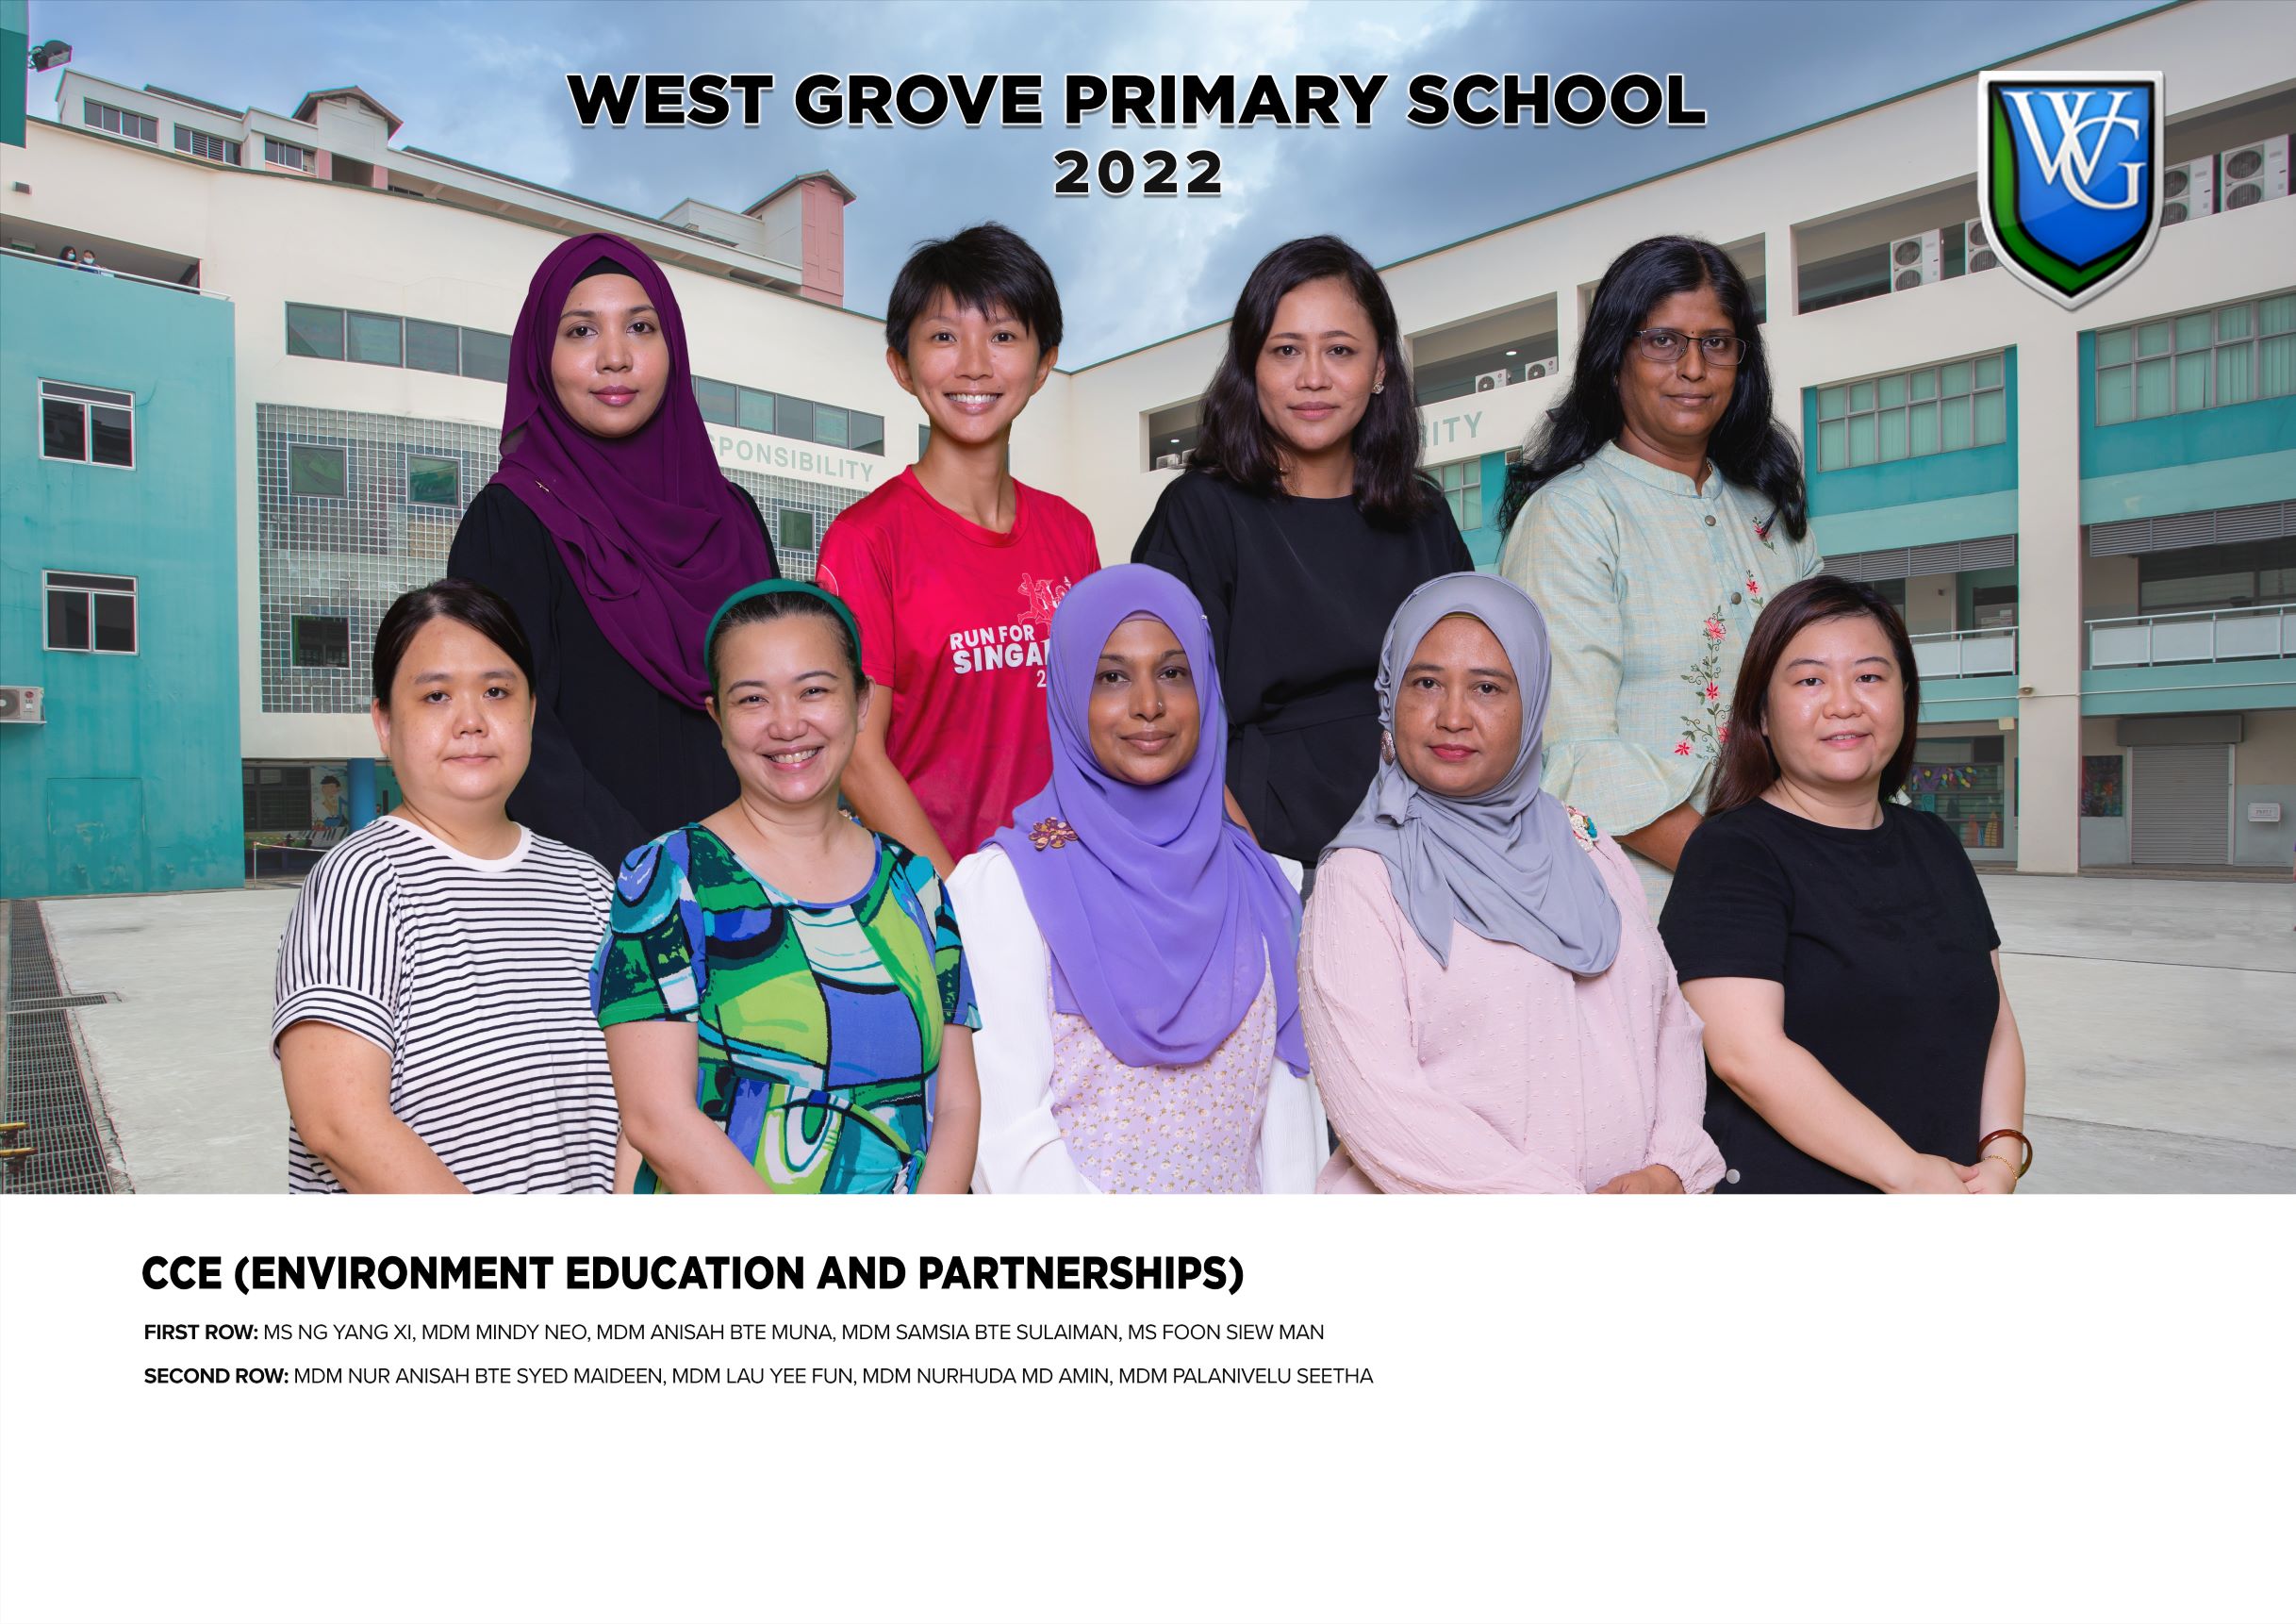 WEST GROVE PRIMARY SCHOOL
2022
WG
PONSIBILITY
RITY
RUN FOR
SINGA
2
CCE (ENVIRONMENT EDUCATION AND PARTNERSHIPS)
FIRST ROW: MS NG YANG XI, MDM MINDY NEO, MDM ANISAH BTE MUNA, MDM SAMSIA BTE SULAIMAN, MS FOON SIEW MAN
SECOND ROW: MDM NUR ANISAH BTE SYED MAIDEEN, MDM LAU YEE FUN, MDM NURHUDA MD AMIN, MDM PALANIVELU SEETHA